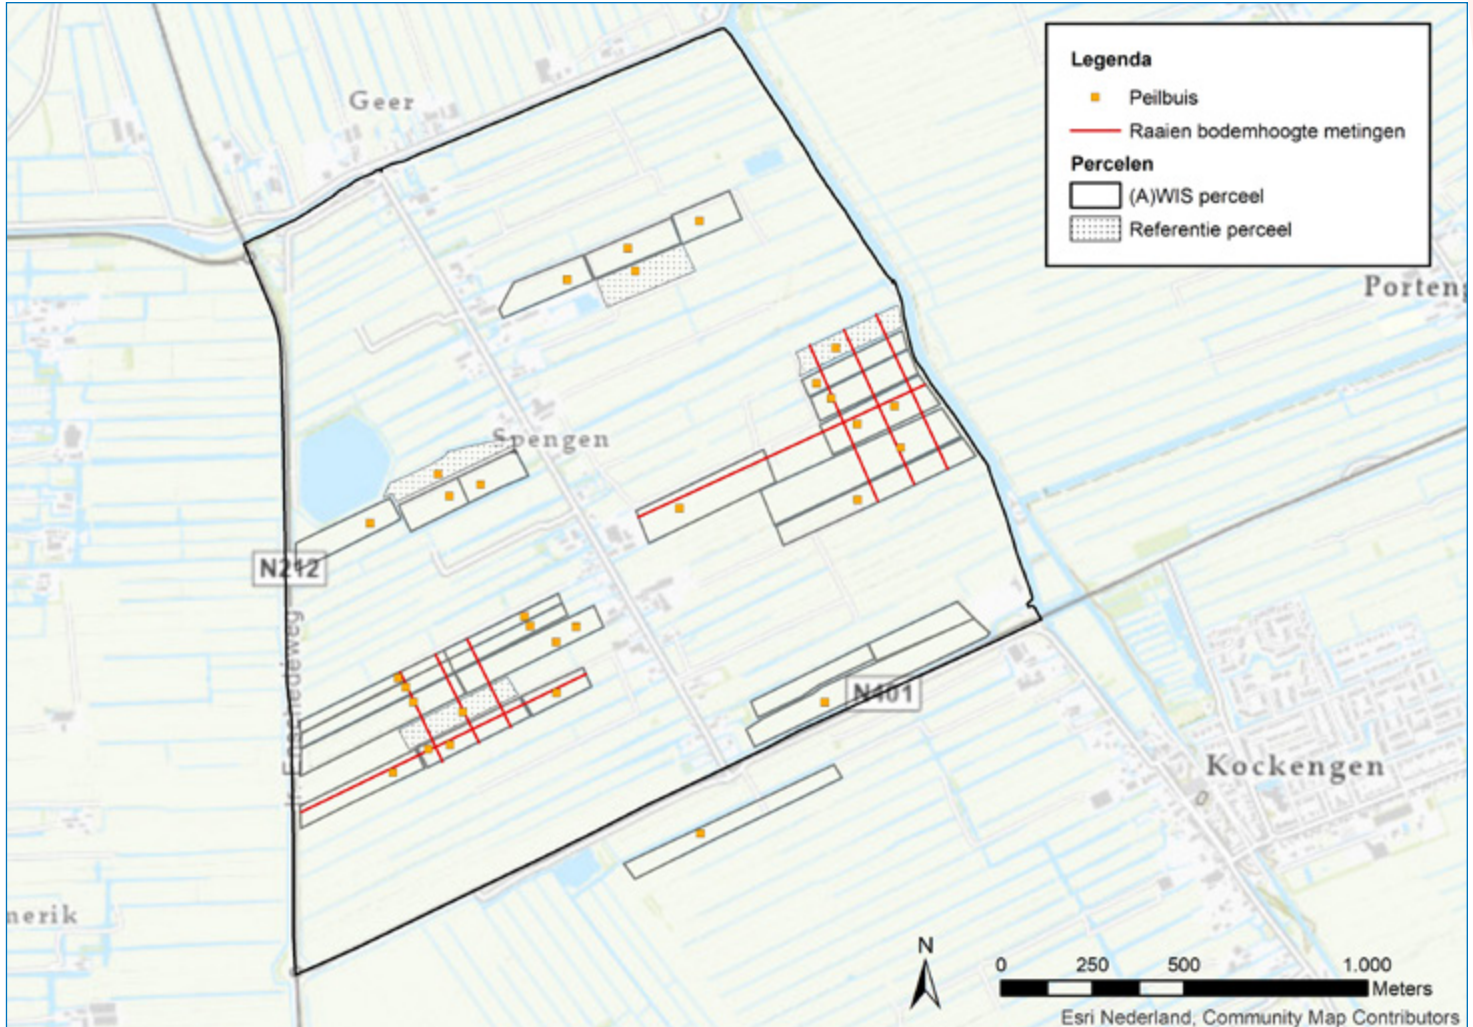 Geer
Legenda
Peilbuis
Raaien bodemhoogte metingen
Percelen
(A)WIS perceel
Referentie perceel
Porteng
Spengen
N212
N401
Kockengen
merik
N
0 250 500 1.000
Meters
Esri Nederland, Community Map Contributors